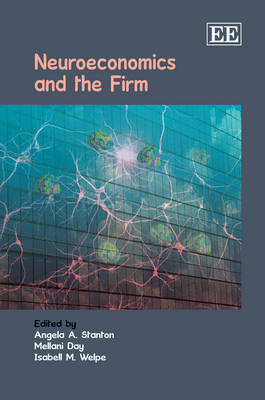 EE
Neuroeconomics
and the Firm
Edited by
Angela A. Stanton
Mellani Day
Isabell M. Welpe